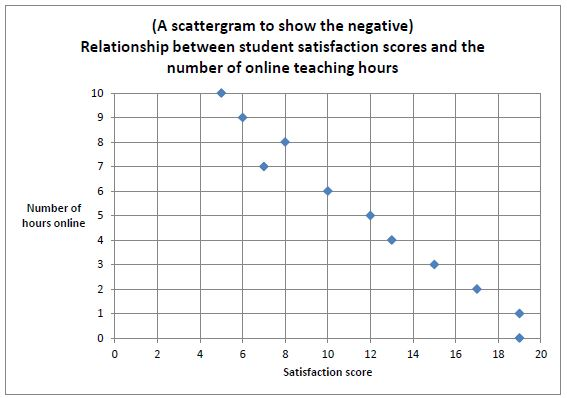 (A scattergram to show the negative)
Relationship between student satisfaction scores and the
number of online teaching hours
10
9
8
7
6
5
4
3
2
1
0
Number of
hours online
0 2 4 6 8 10 12 14 16 18 20
Satisfaction score